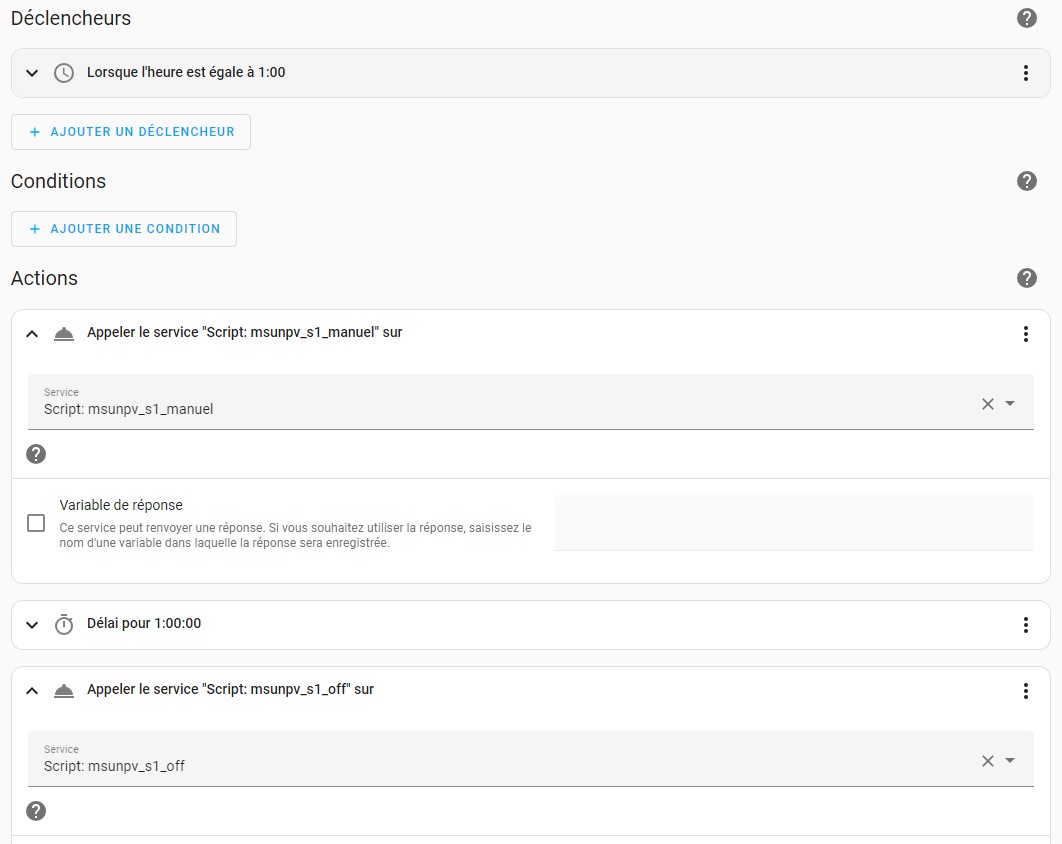 Déclencheurs
Lorsque l'heure est égale à 1:00
+ AJOUTER UN DÉCLENCHEUR
Conditions
+ AJOUTER UNE CONDITION
Actions
Appeler le service "Script: msunpv_s1_manuel" sur
Service
Script: msunpv_s1_manuel
Variable de réponse
Ce service peut renvoyer une réponse. Si vous souhaitez utiliser la réponse, saisissez le
nom d'une variable dans laquelle la réponse sera enregistrée.
Délai pour 1:00:00
Appeler le service "Script: msunpv_s1_off" sur
Service
Script: msunpv_s1_off